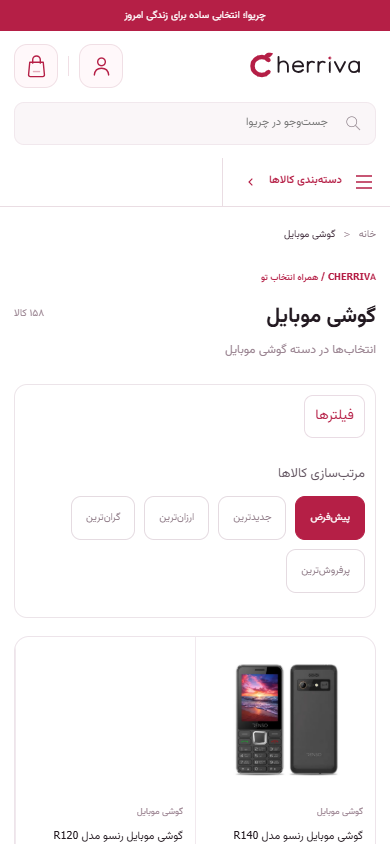 چریوا؛ انتخابی ساده برای زندگی امروز
Cherriva
جست‌وجو در چریوا
دسته‌بندی کالاها
خانه < گوشی موبایل
CHERRIVA / همراه انتخاب تو
گوشی موبایل
۱۵۸ کالا
انتخاب‌ها در دسته گوشی موبایل
فیلترها
مرتب‌سازی کالاها
پیش‌فرض
جدیدترین
ارزان‌ترین
گران‌ترین
پرفروش‌ترین
گوشی موبایل
گوشی موبایل رنسو مدل R140
گوشی موبایل
گوشی موبایل رنسو مدل R120